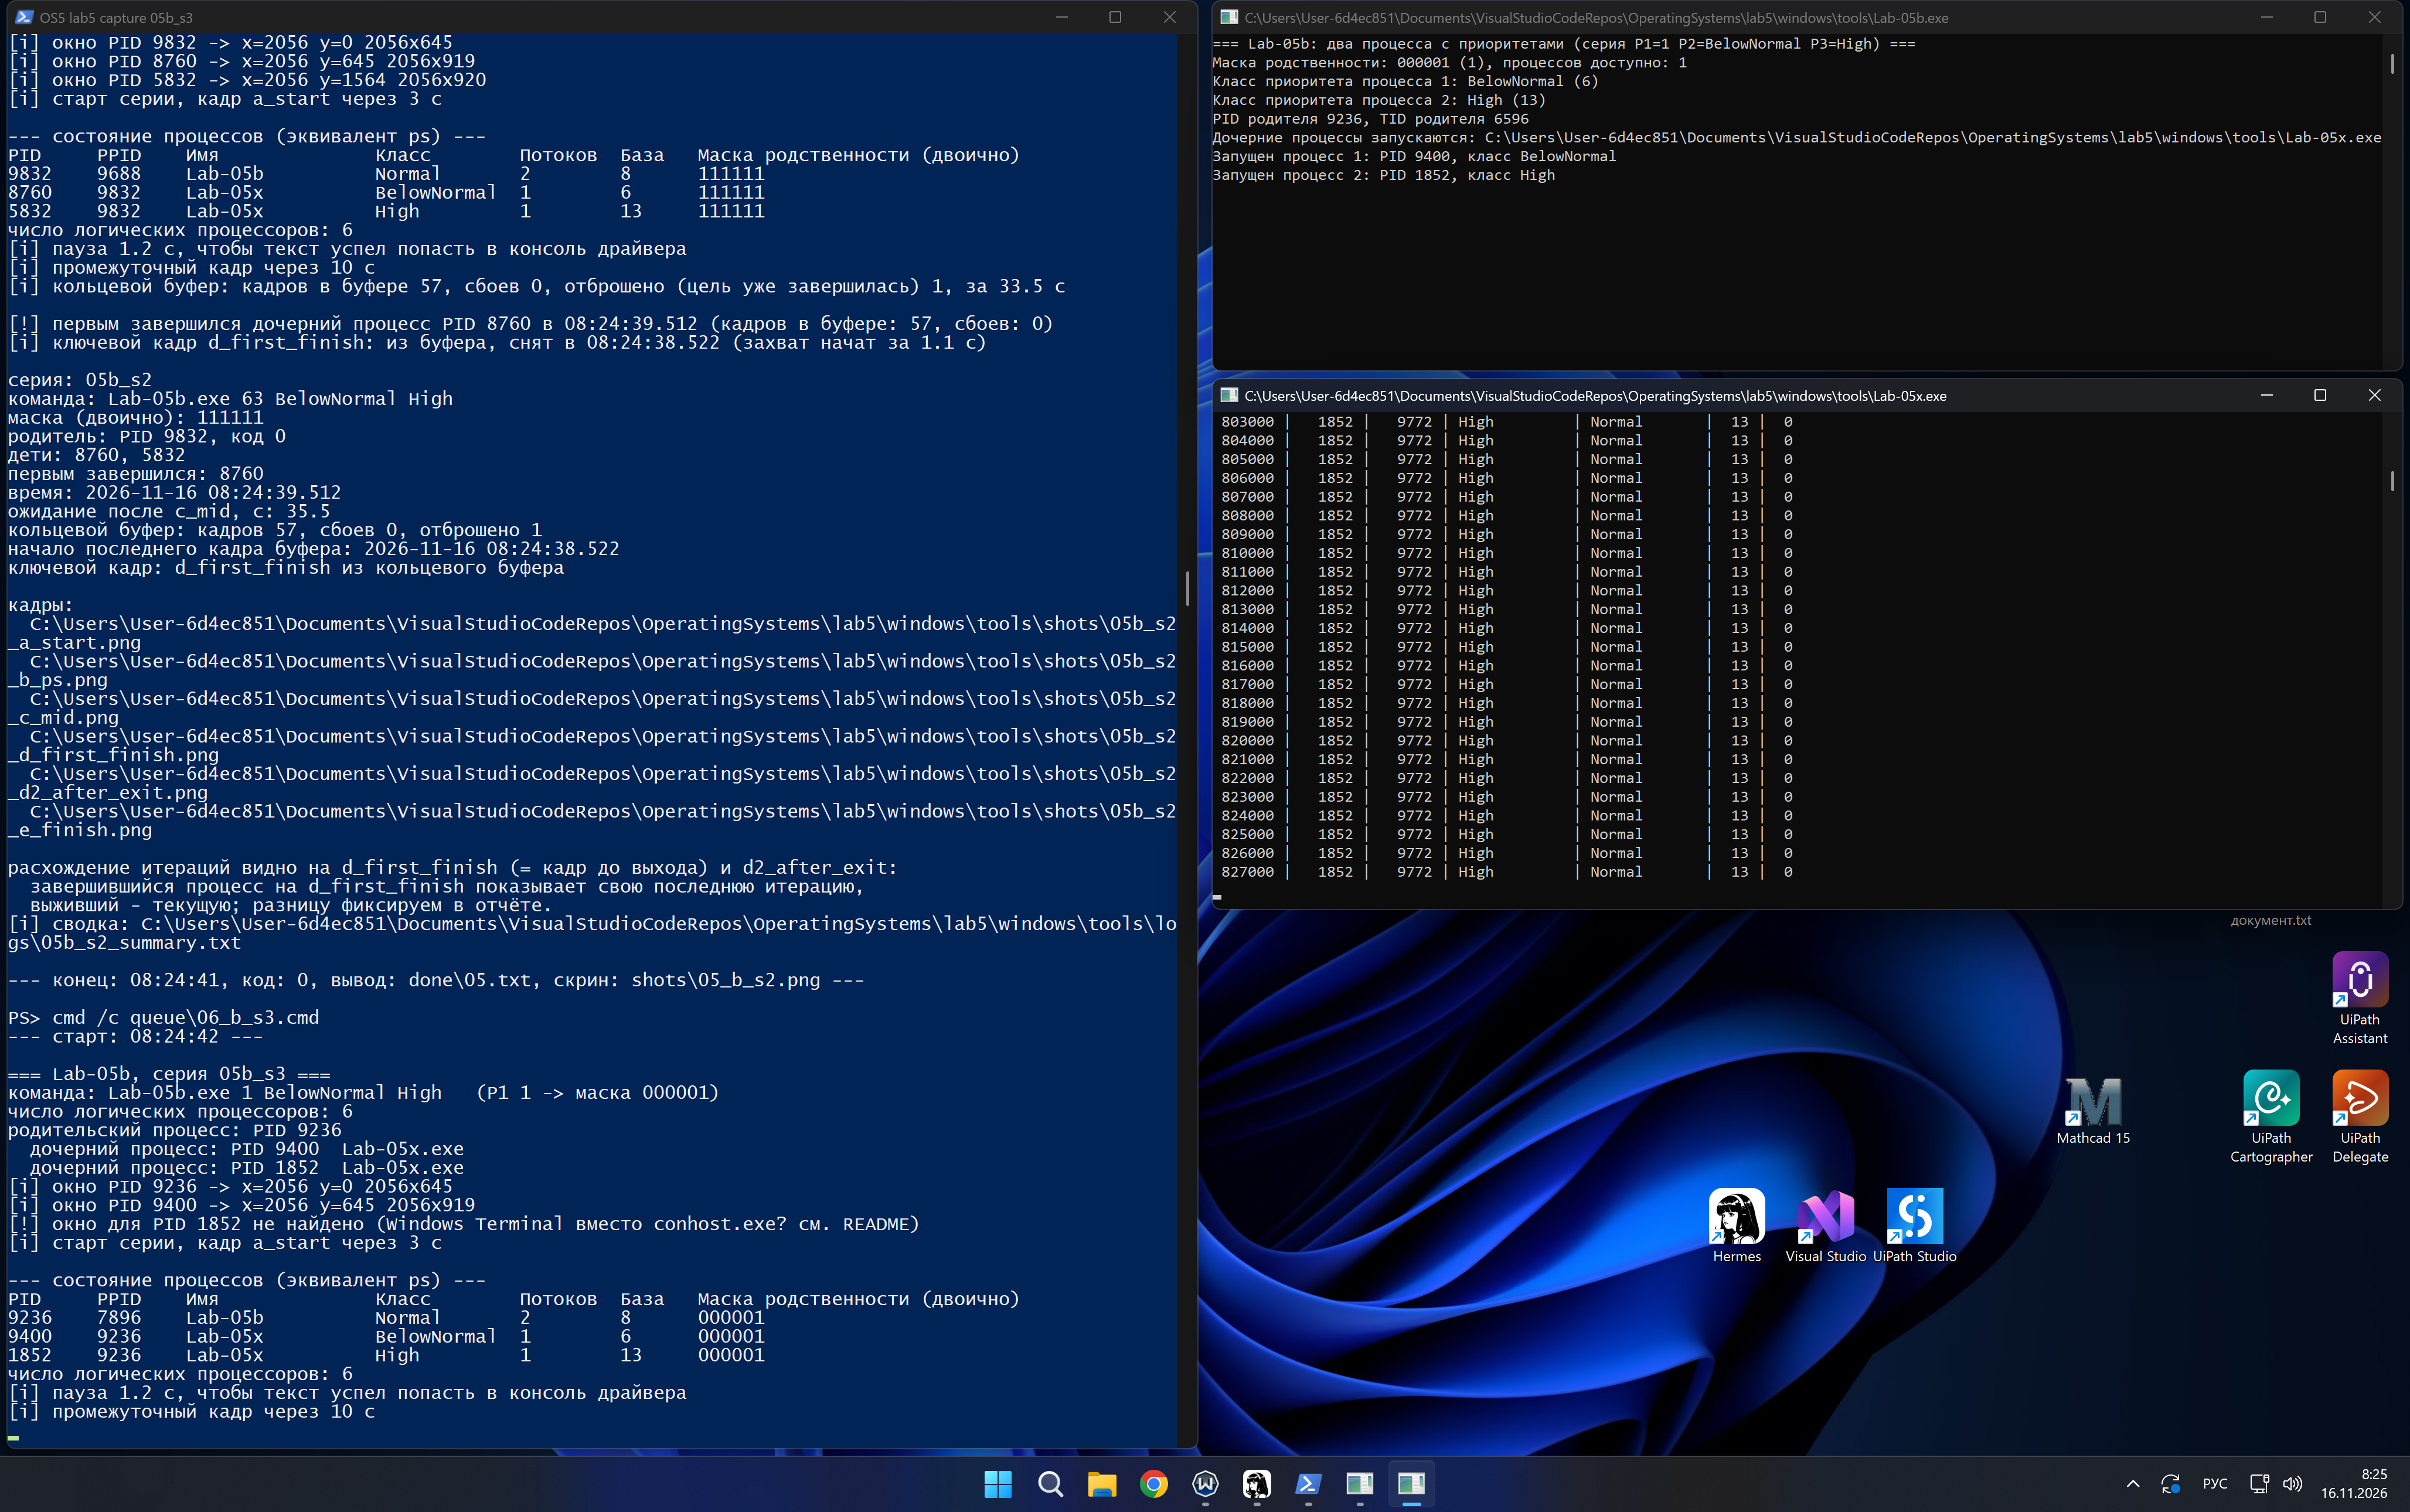 OS5 lab5 capture 05b_s3
[i] окно PID 9832 -> x=2056 y=0 2056x645
[i] окно PID 8760 -> x=2056 y=645 2056x919
[i] окно PID 5832 -> x=2056 y=1564 2056x920
[i] старт серии, кадр a_start через 3 с
--- состояние процессов (эквивалент ps) ---
PID PPID Имя Класс Потоков База Маска родственности (двоично)
9832 9688 Lab-05b Normal 2 8 111111
8760 9832 Lab-05x BelowNormal 1 6 111111
5832 9832 Lab-05x High 1 13 111111
число логических процессоров: 6
[i] пауза 1.2 с, чтобы текст успел попасть в консоль драйвера
[i] промежуточный кадр через 10 с
[i] кольцевой буфер: кадров в буфере 57, сбоев 0, отброшено (цель уже завершилась) 1, за 33.5 с
[!] первым завершился дочерний процесс PID 8760 в 08:24:39.512 (кадров в буфере: 57, сбоев: 0)
[i] ключевой кадр d_first_finish: из буфера, снят в 08:24:38.522 (захват начат за 1.1 с)
серия: 05b_s2
команда: Lab-05b.exe 63 BelowNormal High
маска (двоично): 111111
родитель: PID 9832, код 0
дети: 8760, 5832
первым завершился: 8760
время: 2026-11-16 08:24:39.512
ожидание после c_mid, с: 35.5
кольцевой буфер: кадров 57, сбоев 0, отброшено 1
начало последнего кадра буфера: 2026-11-16 08:24:38.522
ключевой кадр: d_first_finish из кольцевого буфера
кадры:
C:\Users\User-6d4ec851\Documents\VisualStudioCodeRepos\OperatingSystems\lab5\windows\tools\shots\05b_s2
_a_start.png
C:\Users\User-6d4ec851\Documents\VisualStudioCodeRepos\OperatingSystems\lab5\windows\tools\shots\05b_s2
_b_ps.png
C:\Users\User-6d4ec851\Documents\VisualStudioCodeRepos\OperatingSystems\lab5\windows\tools\shots\05b_s2
_c_mid.png
C:\Users\User-6d4ec851\Documents\VisualStudioCodeRepos\OperatingSystems\lab5\windows\tools\shots\05b_s2
_d_first_finish.png
C:\Users\User-6d4ec851\Documents\VisualStudioCodeRepos\OperatingSystems\lab5\windows\tools\shots\05b_s2
_d2_after_exit.png
C:\Users\User-6d4ec851\Documents\VisualStudioCodeRepos\OperatingSystems\lab5\windows\tools\shots\05b_s2
_e_finish.png
расхождение итераций видно на d_first_finish (= кадр до выхода) и d2_after_exit:
завершившийся процесс на d_first_finish показывает свою последнюю итерацию,
выживший - текущую; разницу фиксируем в отчёте.
[i] сводка: C:\Users\User-6d4ec851\Documents\VisualStudioCodeRepos\OperatingSystems\lab5\windows\tools\lo
gs\05b_s2_summary.txt
--- конец: 08:24:41, код: 0, вывод: done\05.txt, скрин: shots\05_b_s2.png ---
PS> cmd /c queue\06_b_s3.cmd
--- старт: 08:24:42 ---
=== Lab-05b, серия 05b_s3 ===
команда: Lab-05b.exe 1 BelowNormal High (P1 1 -> маска 000001)
число логических процессоров: 6
родительский процесс: PID 9236
дочерний процесс: PID 9400 Lab-05x.exe
дочерний процесс: PID 1852 Lab-05x.exe
[i] окно PID 9236 -> x=2056 y=0 2056x645
[i] окно PID 9400 -> x=2056 y=645 2056x919
[!] окно для PID 1852 не найдено (Windows Terminal вместо conhost.exe? см. README)
[i] старт серии, кадр a_start через 3 с
--- состояние процессов (эквивалент ps) ---
PID PPID Имя Класс Потоков База Маска родственности (двоично)
9236 7896 Lab-05b Normal 2 8 000001
9400 9236 Lab-05x BelowNormal 1 6 000001
1852 9236 Lab-05x High 1 13 000001
число логических процессоров: 6
[i] пауза 1.2 с, чтобы текст успел попасть в консоль драйвера
[i] промежуточный кадр через 10 с
C:\Users\User-6d4ec851\Documents\VisualStudioCodeRepos\OperatingSystems\lab5\windows\tools\Lab-05b.exe
=== Lab-05b: два процесса с приоритетами (серия P1=1 P2=BelowNormal P3=High) ===
Маска родственности: 000001 (1), процессов доступно: 1
Класс приоритета процесса 1: BelowNormal (6)
Класс приоритета процесса 2: High (13)
PID родителя 9236, TID родителя 6596
Дочерние процессы запускаются: C:\Users\User-6d4ec851\Documents\VisualStudioCodeRepos\OperatingSystems\lab5\windows\tools\Lab-05x.exe
Запущен процесс 1: PID 9400, класс BelowNormal
Запущен процесс 2: PID 1852, класс High
C:\Users\User-6d4ec851\Documents\VisualStudioCodeRepos\OperatingSystems\lab5\windows\tools\Lab-05x.exe
803000 | 1852 | 9772 | High | Normal | 13 | 0
804000 | 1852 | 9772 | High | Normal | 13 | 0
805000 | 1852 | 9772 | High | Normal | 13 | 0
806000 | 1852 | 9772 | High | Normal | 13 | 0
807000 | 1852 | 9772 | High | Normal | 13 | 0
808000 | 1852 | 9772 | High | Normal | 13 | 0
809000 | 1852 | 9772 | High | Normal | 13 | 0
810000 | 1852 | 9772 | High | Normal | 13 | 0
811000 | 1852 | 9772 | High | Normal | 13 | 0
812000 | 1852 | 9772 | High | Normal | 13 | 0
813000 | 1852 | 9772 | High | Normal | 13 | 0
814000 | 1852 | 9772 | High | Normal | 13 | 0
815000 | 1852 | 9772 | High | Normal | 13 | 0
816000 | 1852 | 9772 | High | Normal | 13 | 0
817000 | 1852 | 9772 | High | Normal | 13 | 0
818000 | 1852 | 9772 | High | Normal | 13 | 0
819000 | 1852 | 9772 | High | Normal | 13 | 0
820000 | 1852 | 9772 | High | Normal | 13 | 0
821000 | 1852 | 9772 | High | Normal | 13 | 0
822000 | 1852 | 9772 | High | Normal | 13 | 0
823000 | 1852 | 9772 | High | Normal | 13 | 0
824000 | 1852 | 9772 | High | Normal | 13 | 0
825000 | 1852 | 9772 | High | Normal | 13 | 0
826000 | 1852 | 9772 | High | Normal | 13 | 0
827000 | 1852 | 9772 | High | Normal | 13 | 0
документ.txt
UiPath
Assistant
Mathcad 15
UiPath
Cartographer
UiPath
Delegate
Hermes
Visual Studio
UiPath Studio
РУС
8:25
16.11.2026